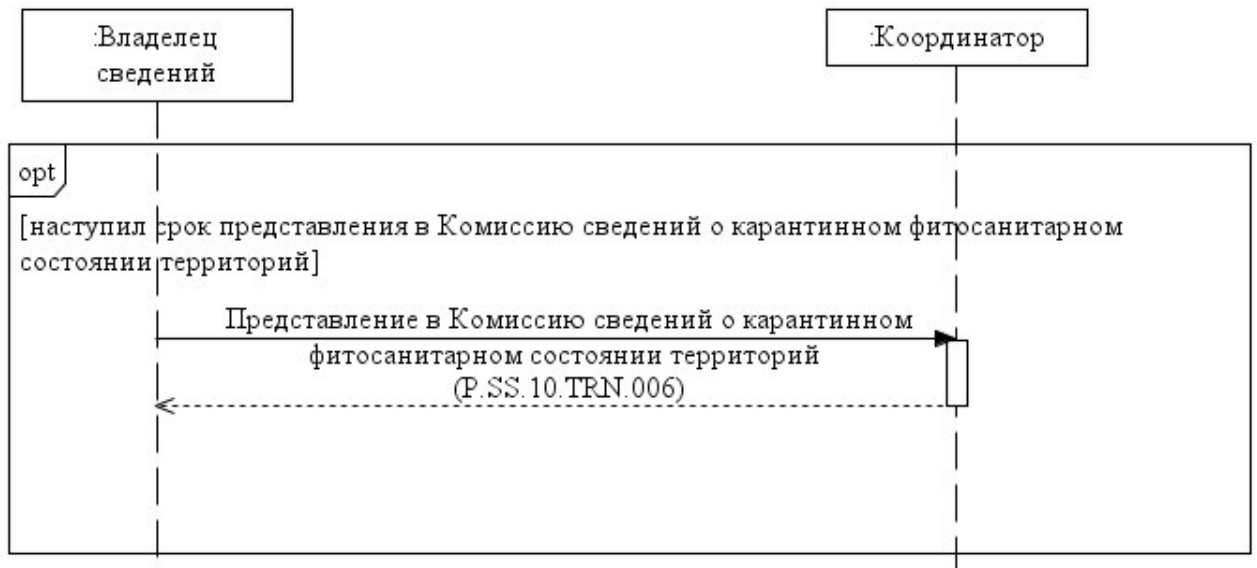 :Владелец
сведений
:Координатор
opt
[наступил срок представления в Комиссию сведений о карантинном фитосанитарном
состоянии территорий]
Представление в Комиссию сведений о карантинном
фитосанитарном состоянии территорий
(P.SS.10.TRN.006)